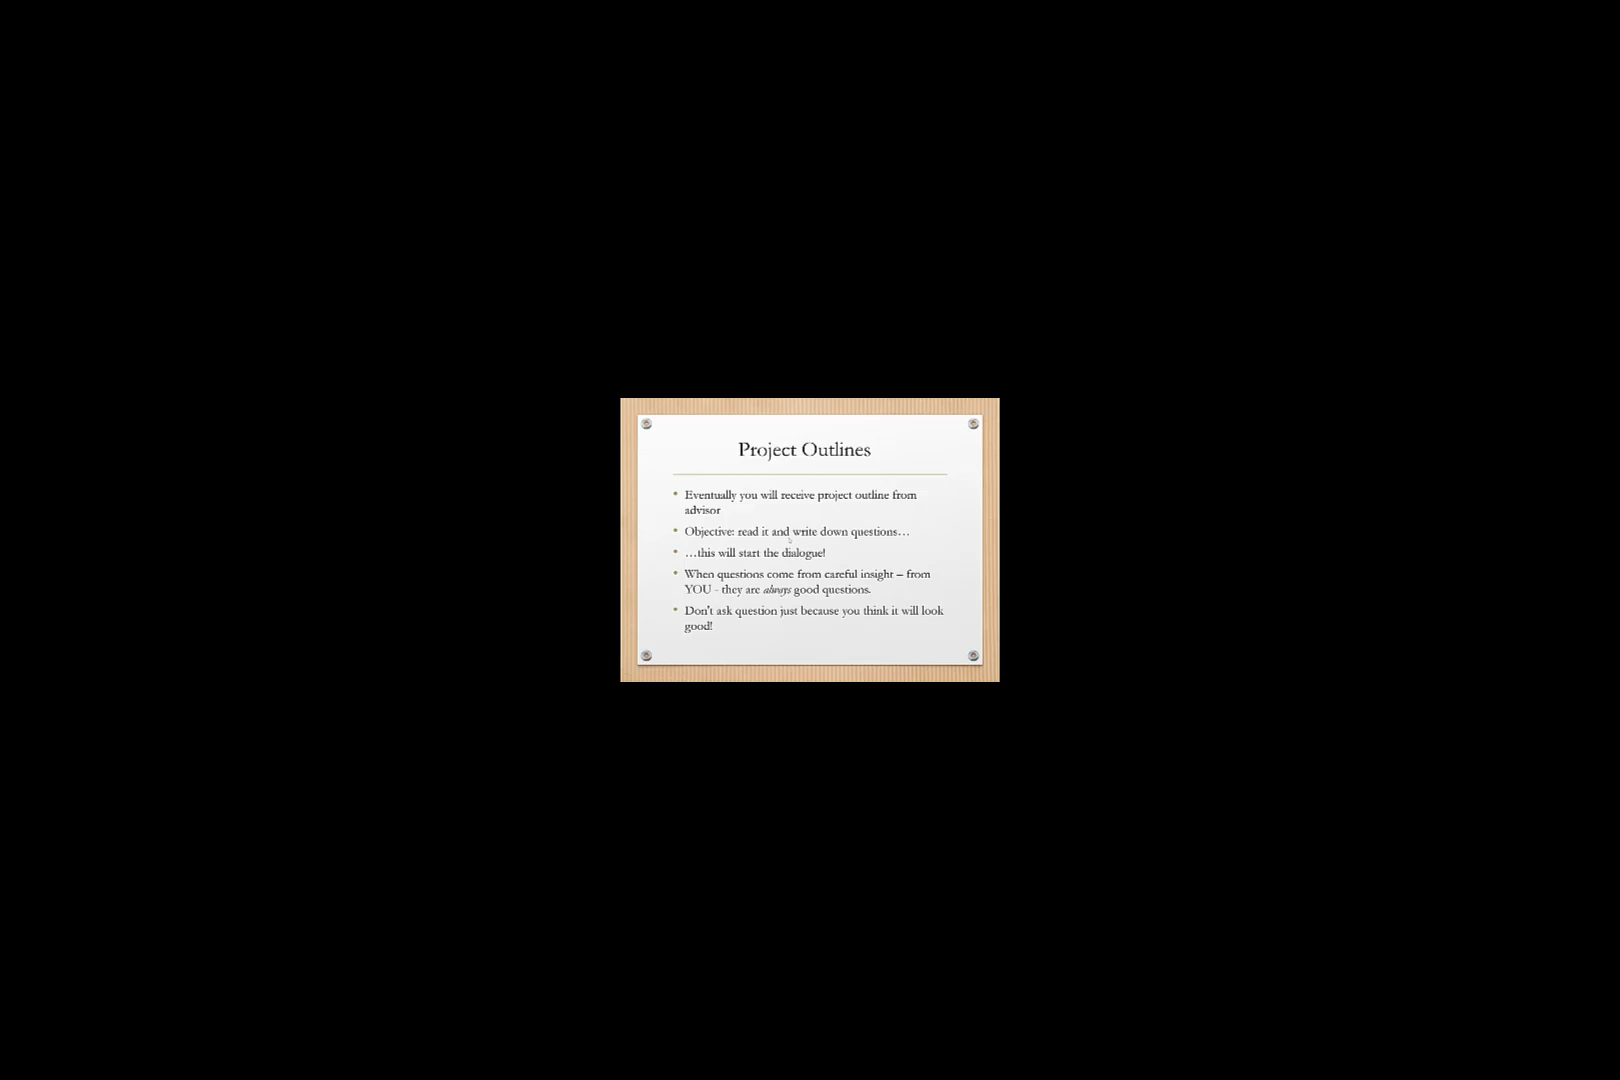 Project Outlines
• Eventually you will receive project outline from
advisor
• Objective: read it and write down questions…
• …this will start the dialogue!
• When questions come from careful insight – from
YOU - they are always good questions.
• Don't ask question just because you think it will look
good!